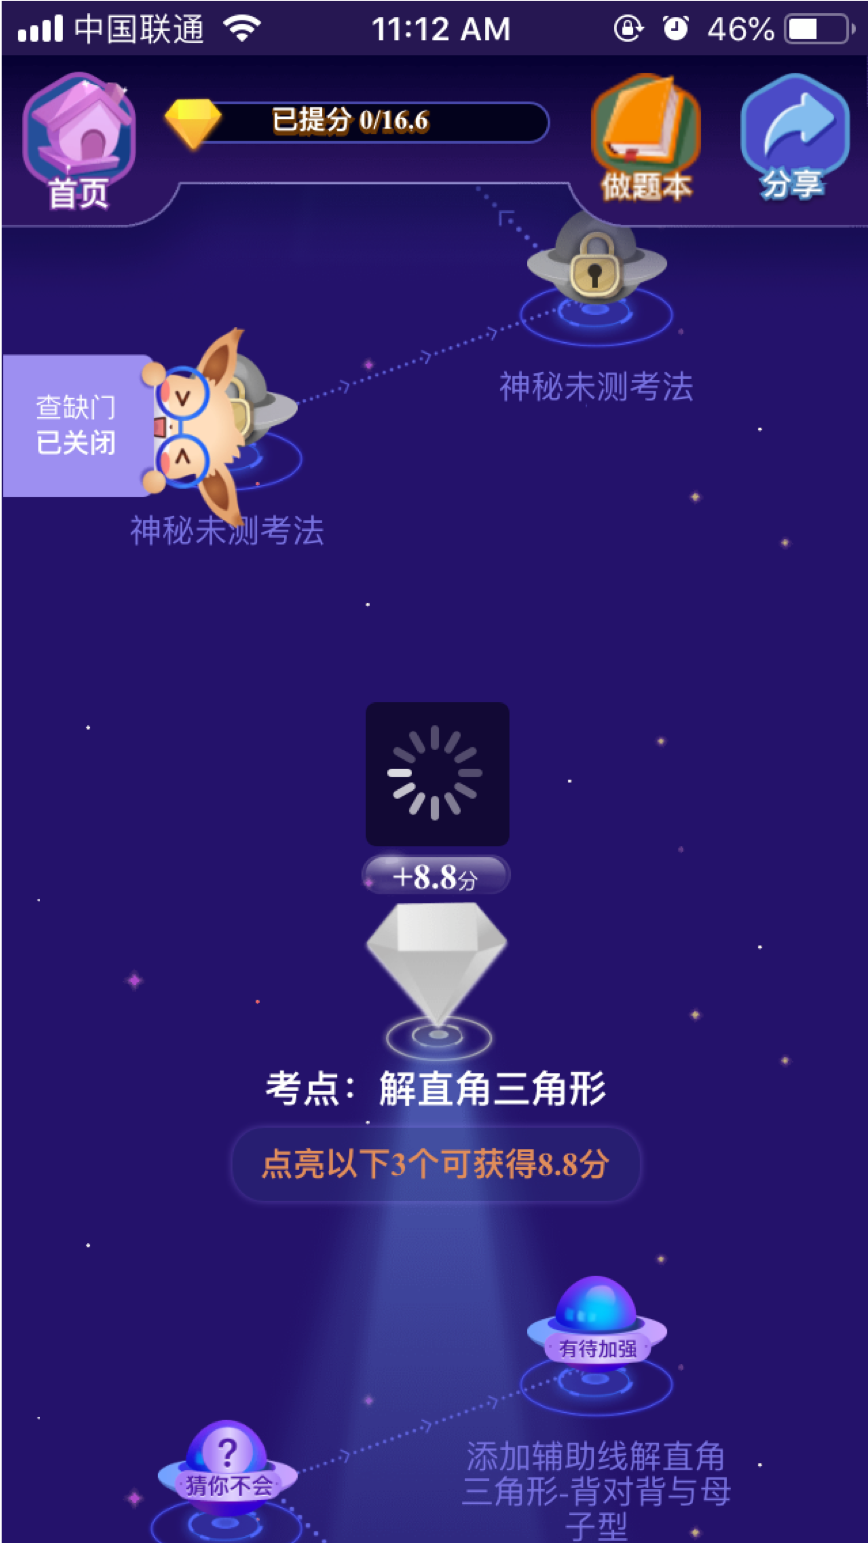 中国联通 11:12 AM 46%
已提分 0/16.6
首页 做题本 分享
神秘未测考法
查缺门
已关闭
神秘未测考法
+8.8分
考点：解直角三角形
点亮以下3个可获得8.8分
有待加强
添加辅助线解直角
三角形-背对背与母
子型
?
猜你不会